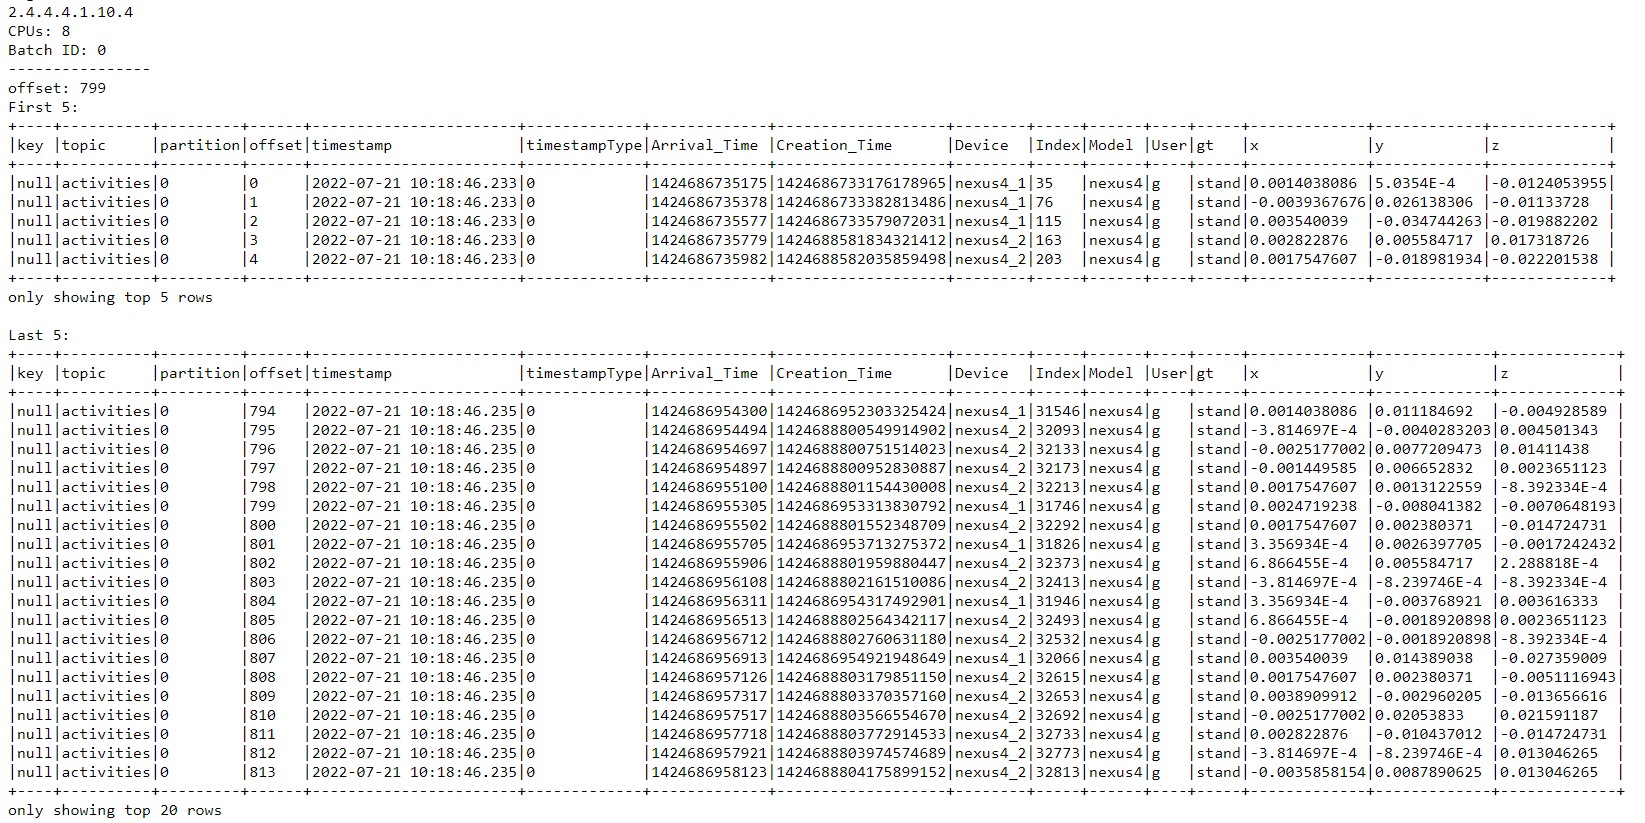 2.4.4.4.1.10.4
CPUs: 8
Batch ID: 0
----------------
offset: 799
First 5:
+----+----------+---------+------+-----------------------+-------------+-------------+-------------------+--------+-----+------+----+-----+-------------+------------+-------------+
|key |topic     |partition|offset|timestamp              |timestampType|Arrival_Time |Creation_Time      |Device  |Index|Model |User|gt   |x            |y           |z            |
+----+----------+---------+------+-----------------------+-------------+-------------+-------------------+--------+-----+------+----+-----+-------------+------------+-------------+
|null|activities|0        |0     |2022-07-21 10:18:46.233|0            |1424686735175|1424686733176178965|nexus4_1|35   |nexus4|g   |stand|0.0014038086 |5.0354E-4   |-0.0124053955|
|null|activities|0        |1     |2022-07-21 10:18:46.233|0            |1424686735378|1424686733382813486|nexus4_1|76   |nexus4|g   |stand|-0.0039367676|0.026138306 |-0.01133728  |
|null|activities|0        |2     |2022-07-21 10:18:46.233|0            |1424686735577|1424686733579072031|nexus4_1|115  |nexus4|g   |stand|0.003540039  |-0.034744263|-0.019882202 |
|null|activities|0        |3     |2022-07-21 10:18:46.233|0            |1424686735779|1424688581834321412|nexus4_2|163  |nexus4|g   |stand|0.002822876  |0.005584717 |0.017318726  |
|null|activities|0        |4     |2022-07-21 10:18:46.233|0            |1424686735982|1424688582035859498|nexus4_2|203  |nexus4|g   |stand|0.0017547607 |-0.018981934|-0.022201538 |
+----+----------+---------+------+-----------------------+-------------+-------------+-------------------+--------+-----+------+----+-----+-------------+------------+-------------+
only showing top 5 rows
Last 5:
+----+----------+---------+------+-----------------------+-------------+-------------+-------------------+--------+-----+------+----+-----+-------------+-------------+-------------+
|key |topic     |partition|offset|timestamp              |timestampType|Arrival_Time |Creation_Time      |Device  |Index|Model |User|gt   |x            |y            |z            |
+----+----------+---------+------+-----------------------+-------------+-------------+-------------------+--------+-----+------+----+-----+-------------+-------------+-------------+
|null|activities|0        |794   |2022-07-21 10:18:46.235|0            |1424686954300|1424686952303325424|nexus4_1|31546|nexus4|g   |stand|0.0014038086 |0.011184692  |-0.004928589 |
|null|activities|0        |795   |2022-07-21 10:18:46.235|0            |1424686954494|1424688800549914902|nexus4_2|32093|nexus4|g   |stand|-3.814697E-4 |-0.0040283203|0.004501343  |
|null|activities|0        |796   |2022-07-21 10:18:46.235|0            |1424686954697|1424688800751514023|nexus4_2|32133|nexus4|g   |stand|-0.0025177002|0.0077209473 |0.01411438   |
|null|activities|0        |797   |2022-07-21 10:18:46.235|0            |1424686954897|1424688800952830887|nexus4_2|32173|nexus4|g   |stand|-0.001449585 |0.006652832  |0.0023651123 |
|null|activities|0        |798   |2022-07-21 10:18:46.235|0            |1424686955100|1424688801154430008|nexus4_2|32213|nexus4|g   |stand|0.0017547607 |0.0013122559 |-8.392334E-4 |
|null|activities|0        |799   |2022-07-21 10:18:46.235|0            |1424686955305|1424686953313830792|nexus4_1|31746|nexus4|g   |stand|0.0024719238 |-0.008041382 |-0.0070648193|
|null|activities|0        |800   |2022-07-21 10:18:46.235|0            |1424686955502|1424688801552348709|nexus4_2|32292|nexus4|g   |stand|0.0017547607 |0.002380371  |-0.014724731 |
|null|activities|0        |801   |2022-07-21 10:18:46.235|0            |1424686955705|1424686953713275372|nexus4_1|31826|nexus4|g   |stand|3.356934E-4  |0.0026397705 |-0.0017242432|
|null|activities|0        |802   |2022-07-21 10:18:46.235|0            |1424686955906|1424688801959880447|nexus4_2|32373|nexus4|g   |stand|6.866455E-4  |0.005584717  |2.288818E-4  |
|null|activities|0        |803   |2022-07-21 10:18:46.235|0            |1424686956108|1424688802161510086|nexus4_2|32413|nexus4|g   |stand|-3.814697E-4 |-8.239746E-4 |-8.392334E-4 |
|null|activities|0        |804   |2022-07-21 10:18:46.235|0            |1424686956311|1424686954317492901|nexus4_1|31946|nexus4|g   |stand|3.356934E-4  |-0.003768921 |0.003616333  |
|null|activities|0        |805   |2022-07-21 10:18:46.235|0            |1424686956513|1424688802564342117|nexus4_2|32493|nexus4|g   |stand|6.866455E-4  |-0.0018920898|0.0023651123 |
|null|activities|0        |806   |2022-07-21 10:18:46.235|0            |1424686956712|1424688802760631180|nexus4_2|32532|nexus4|g   |stand|-0.0025177002|-0.0018920898|-8.392334E-4 |
|null|activities|0        |807   |2022-07-21 10:18:46.235|0            |1424686956913|1424686954921948649|nexus4_1|32066|nexus4|g   |stand|0.003540039  |0.014389038  |-0.027359009 |
|null|activities|0        |808   |2022-07-21 10:18:46.235|0            |1424686957126|1424688803179851150|nexus4_2|32615|nexus4|g   |stand|0.0017547607 |0.002380371  |-0.0051116943|
|null|activities|0        |809   |2022-07-21 10:18:46.235|0            |1424686957317|1424688803370357160|nexus4_2|32653|nexus4|g   |stand|0.0038909912 |-0.002960205 |-0.013656616 |
|null|activities|0        |810   |2022-07-21 10:18:46.235|0            |1424686957517|1424688803566554670|nexus4_2|32692|nexus4|g   |stand|-0.0025177002|0.02053833   |0.021591187  |
|null|activities|0        |811   |2022-07-21 10:18:46.235|0            |1424686957718|1424688803772914533|nexus4_2|32733|nexus4|g   |stand|0.002822876  |-0.010437012 |-0.014724731 |
|null|activities|0        |812   |2022-07-21 10:18:46.235|0            |1424686957921|1424688803974574689|nexus4_2|32773|nexus4|g   |stand|-3.814697E-4 |-8.239746E-4 |0.013046265  |
|null|activities|0        |813   |2022-07-21 10:18:46.235|0            |1424686958123|1424688804175899152|nexus4_2|32813|nexus4|g   |stand|-0.0035858154|0.0087890625 |0.013046265  |
+----+----------+---------+------+-----------------------+-------------+-------------+-------------------+--------+-----+------+----+-----+-------------+-------------+-------------+
only showing top 20 rows